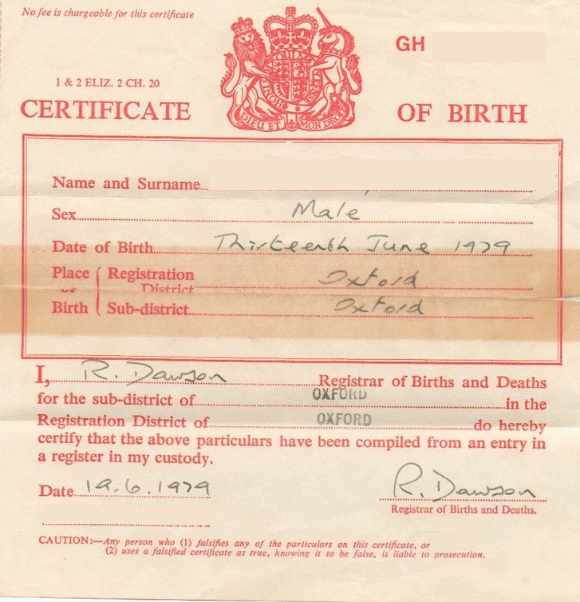 No fee is chargeable for this certificate
GH
1 & 2 ELIZ. 2 CH. 20
CERTIFICATE OF BIRTH
DIEU ET MON DROIT
Name and Surname
Sex Male
Date of Birth Thirteenth June 1979
Place of Birth { Registration District Oxford
Sub-district Oxford
I, R. Dawson Registrar of Births and Deaths
for the sub-district of OXFORD in the
Registration District of OXFORD do hereby
certify that the above particulars have been compiled from an entry in
a register in my custody.
Date 19.6.1979 R. Dawson
Registrar of Births and Deaths.
CAUTION:—Any person who (1) falsifies any of the particulars on this certificate, or
(2) uses a falsified certificate as true, knowing it to be false, is liable to prosecution.